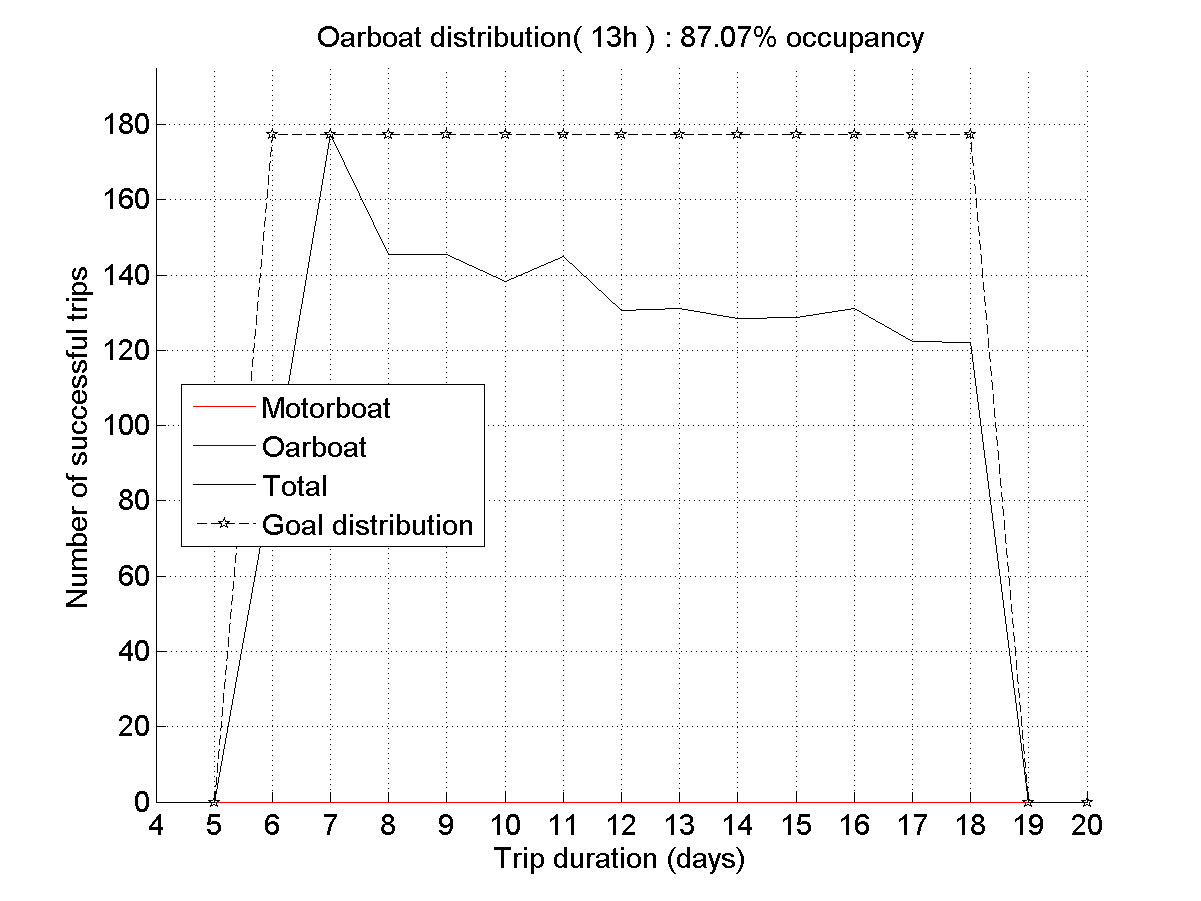 Oarboat distribution( 13h ) : 87.07% occupancy
Number of successful trips
180
160
140
120
100
80
60
40
20
0
Motorboat
Oarboat
Total
Goal distribution
4 5 6 7 8 9 10 11 12 13 14 15 16 17 18 19 20
Trip duration (days)